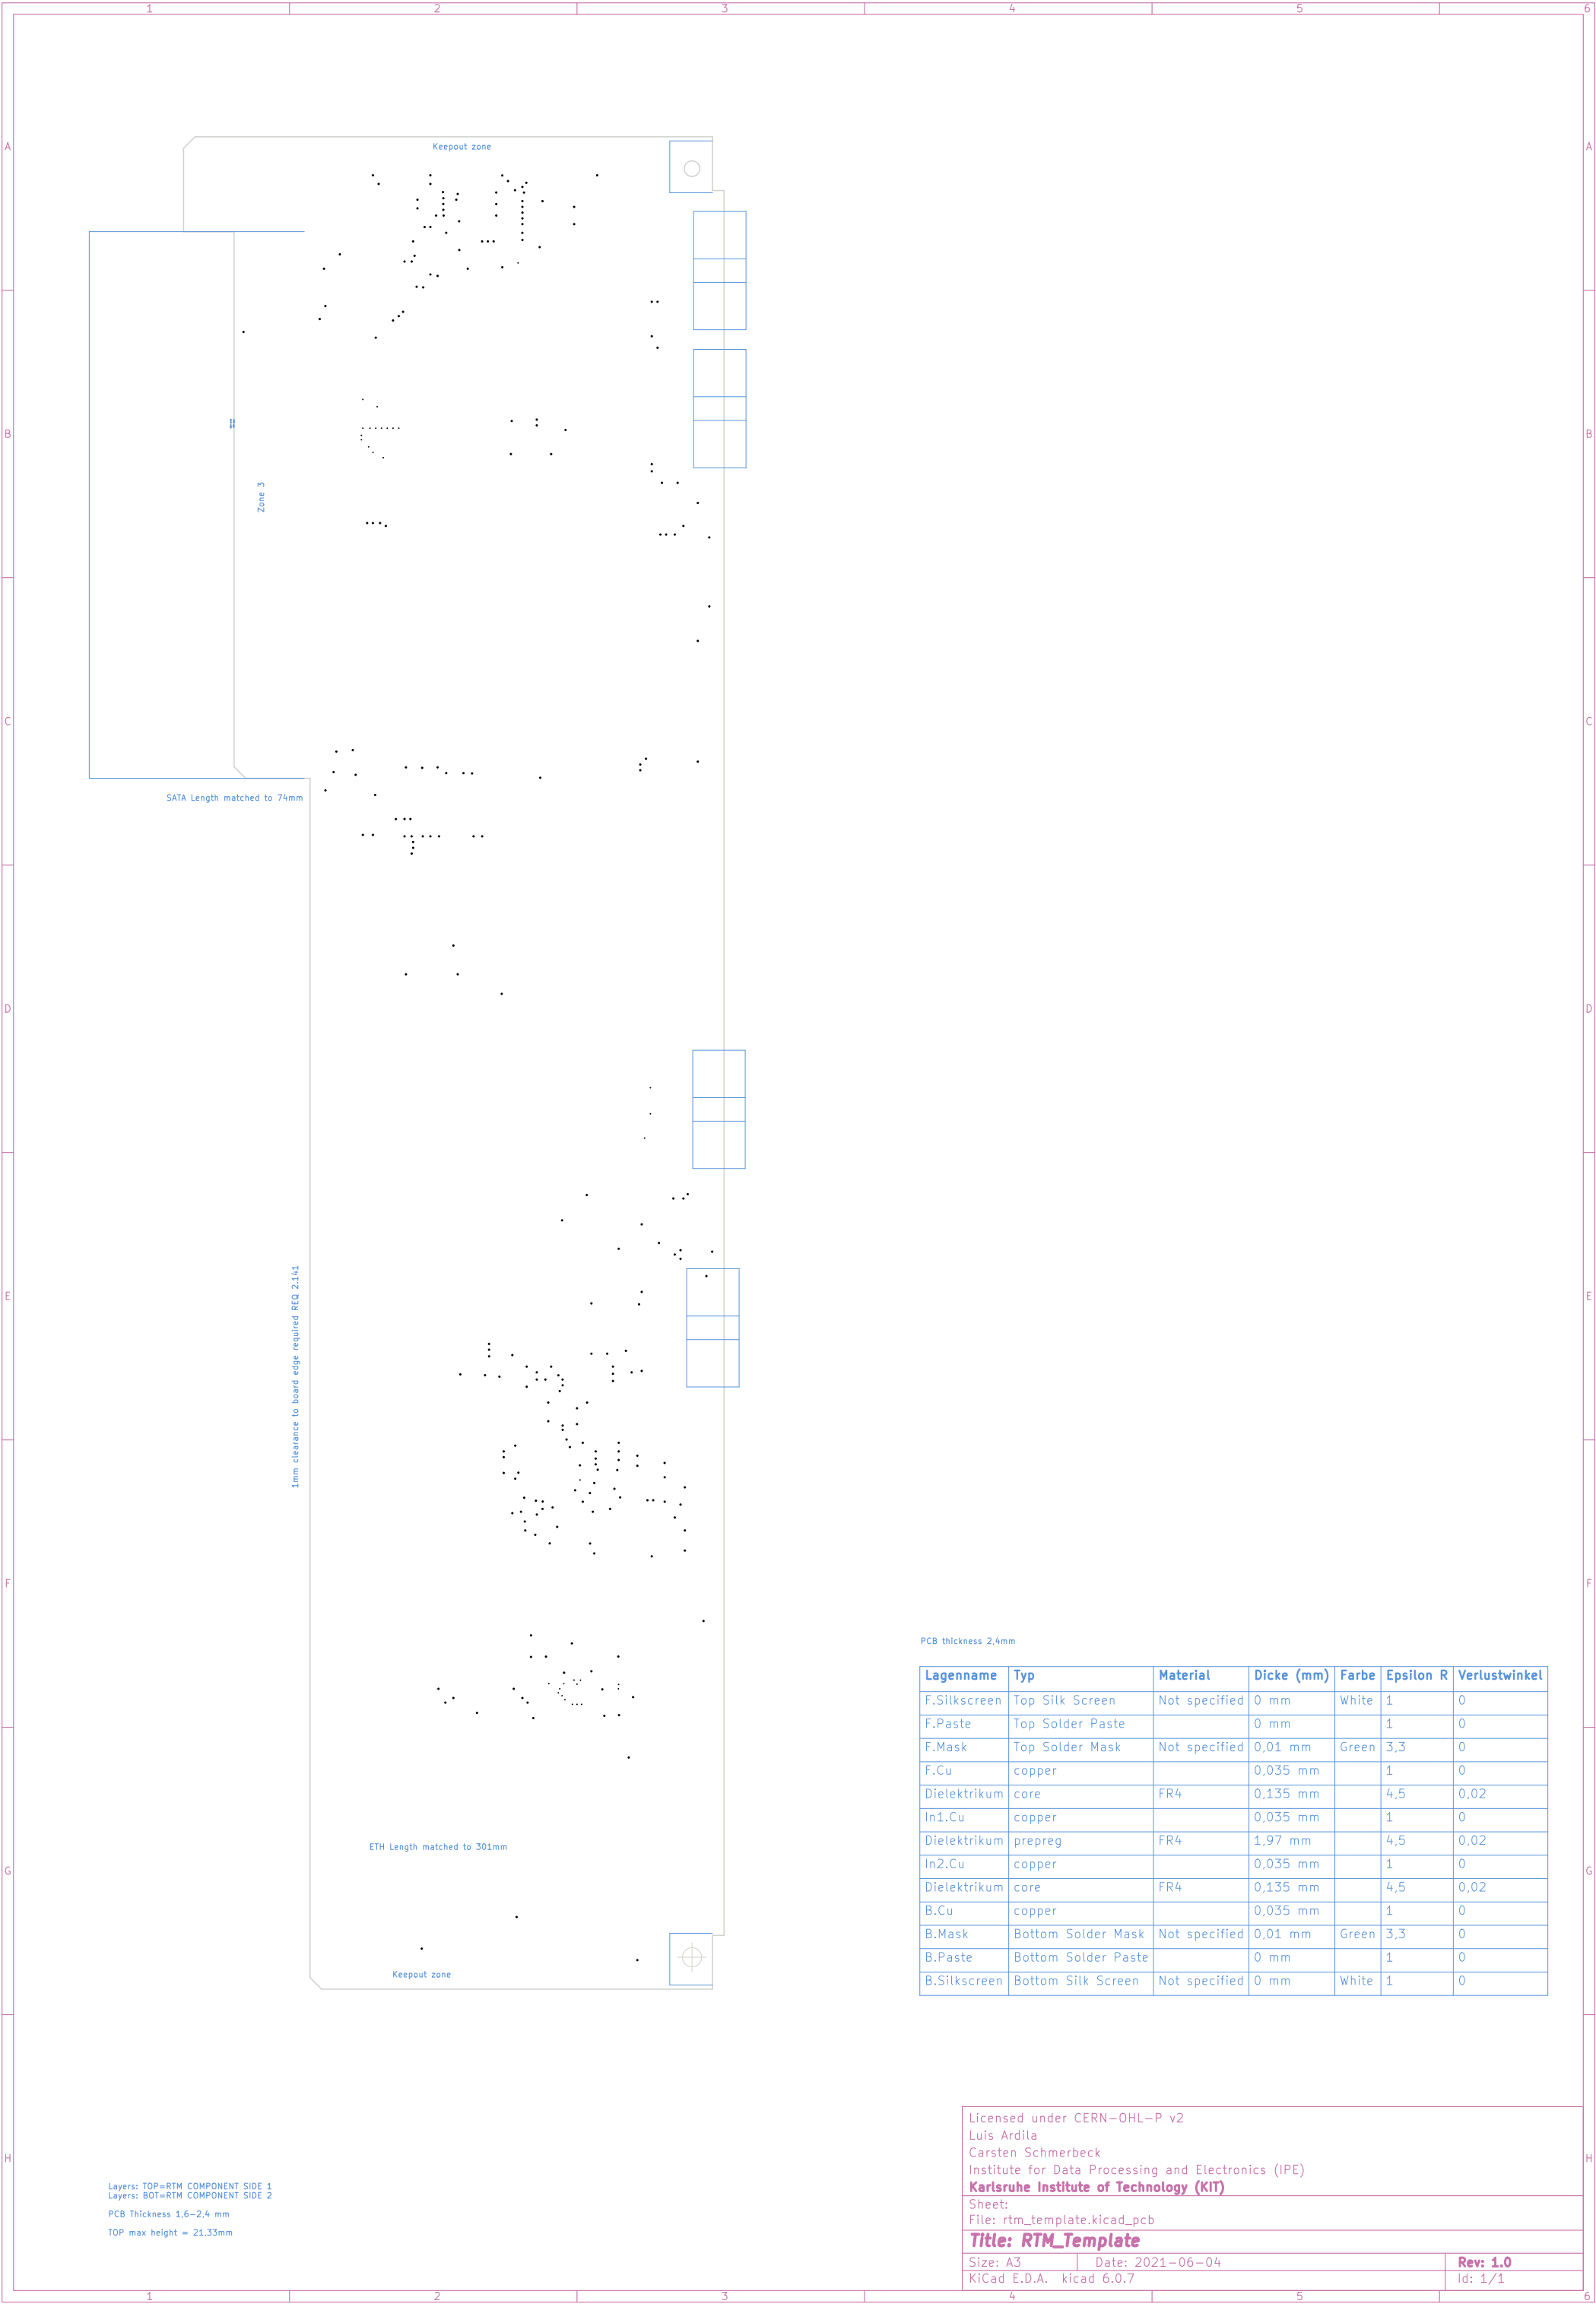 1 2 3 4 5 6
A A
Keepout zone
B B
Zone 3
C C
SATA Length matched to 74mm
D D
E E
1mm clearance to board edge required REQ 2.141
F F
PCB thickness 2,4mm
Lagenname Typ Material Dicke (mm) Farbe Epsilon R Verlustwinkel
F.Silkscreen Top Silk Screen Not specified 0 mm White 1 0
F.Paste Top Solder Paste 0 mm 1 0
F.Mask Top Solder Mask Not specified 0,01 mm Green 3,3 0
F.Cu copper 0,035 mm 1 0
Dielektrikum core FR4 0,135 mm 4,5 0,02
In1.Cu copper 0,035 mm 1 0
Dielektrikum prepreg FR4 1,97 mm 4,5 0,02
In2.Cu copper 0,035 mm 1 0
Dielektrikum core FR4 0,135 mm 4,5 0,02
B.Cu copper 0,035 mm 1 0
B.Mask Bottom Solder Mask Not specified 0,01 mm Green 3,3 0
B.Paste Bottom Solder Paste 0 mm 1 0
B.Silkscreen Bottom Silk Screen Not specified 0 mm White 1 0
ETH Length matched to 301mm
G G
Keepout zone
H H
Layers: TOP=RTM COMPONENT SIDE 1
Layers: BOT=RTM COMPONENT SIDE 2
PCB Thickness 1,6-2,4 mm
TOP max height = 21,33mm
Licensed under CERN-OHL-P v2
Luis Ardila
Carsten Schmerbeck
Institute for Data Processing and Electronics (IPE)
Karlsruhe Institute of Technology (KIT)
Sheet:
File: rtm_template.kicad_pcb
Title: RTM_Template
Size: A3 Date: 2021-06-04 Rev: 1.0
KiCad E.D.A. kicad 6.0.7 Id: 1/1
1 2 3 4 5 6